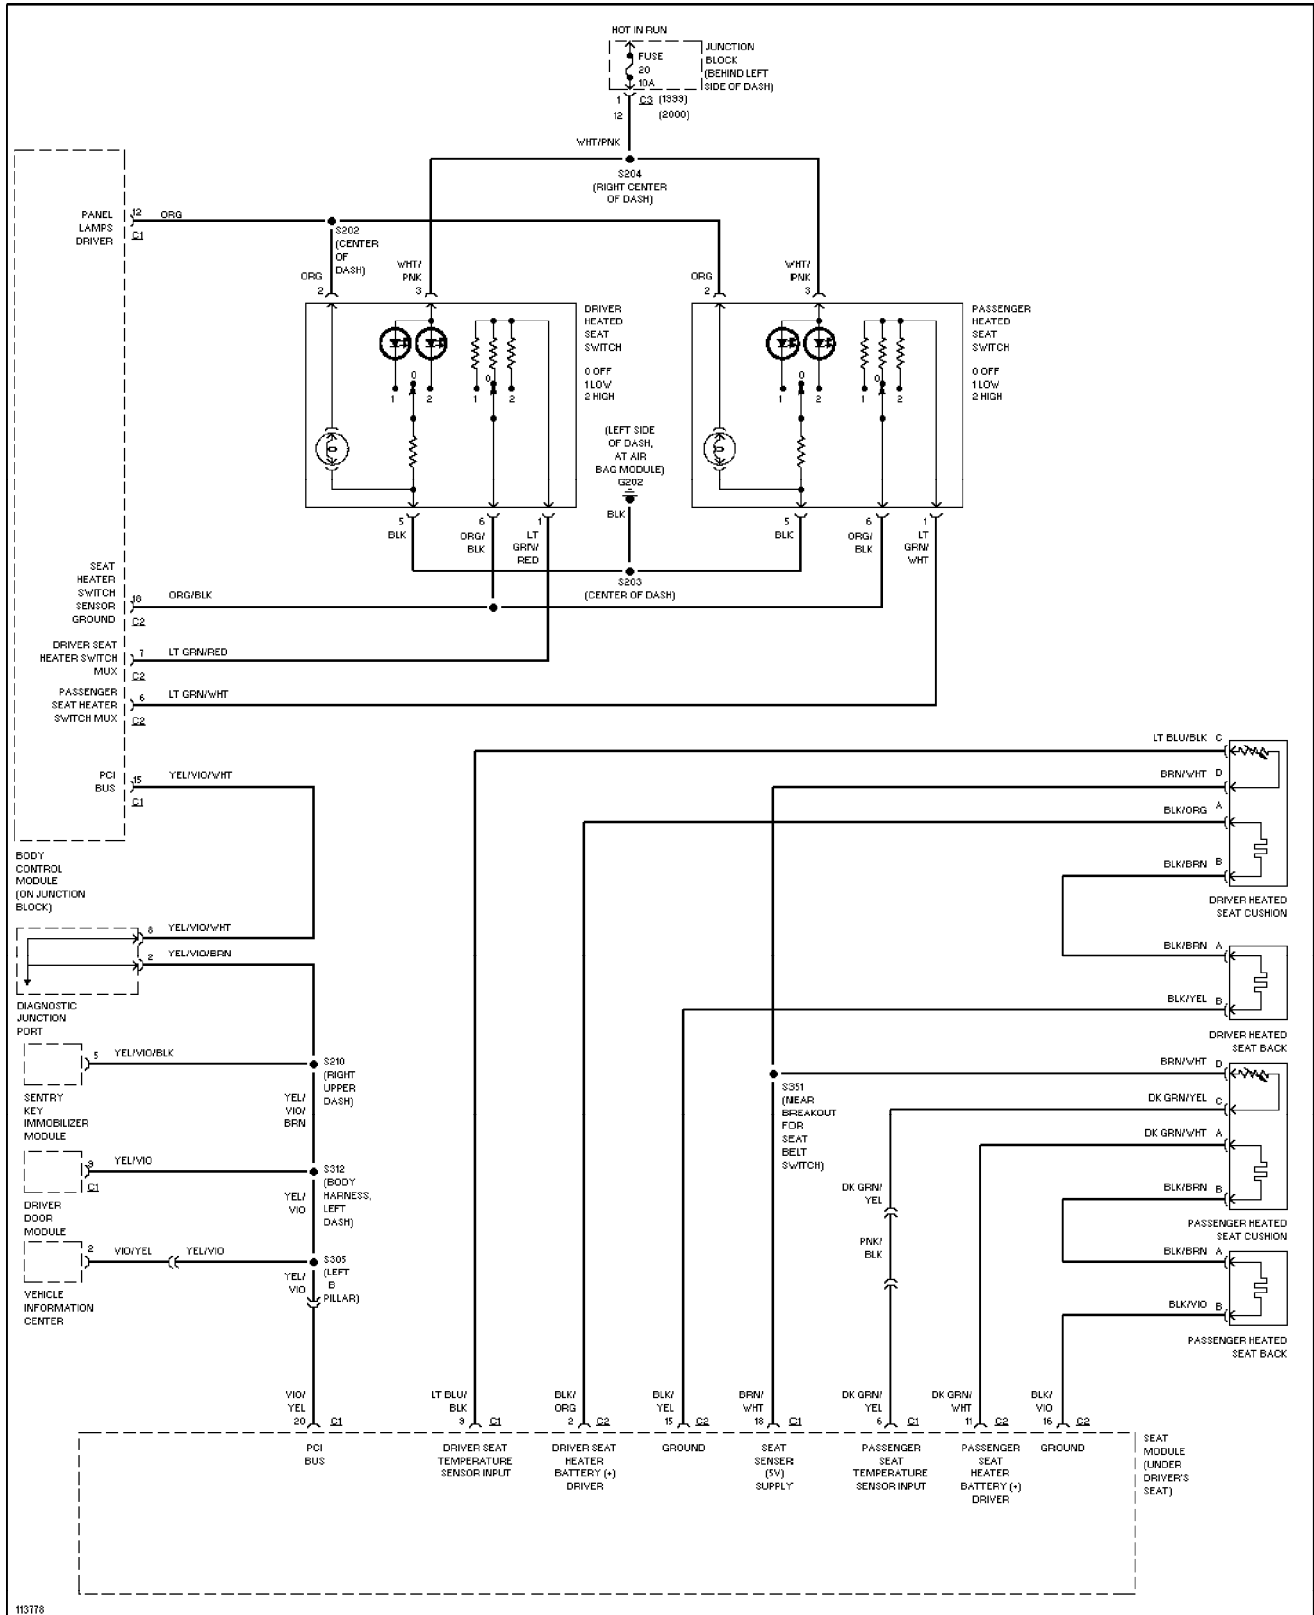 HOT IN RUN
FUSE
20
10A
JUNCTION
BLOCK
(BEHIND LEFT
SIDE OF DASH)
1 C3 (1999)
12 (2000)
WHT/PNK
S204
(RIGHT CENTER
OF DASH)
PANEL
LAMPS
DRIVER
12 ORG
C1
S202
(CENTER
OF
DASH)
ORG
2
WHT/
PNK
3
ORG
2
WHT/
PNK
3
DRIVER
HEATED
SEAT
SWITCH
0 OFF
1 LOW
2 HIGH
0
1 2
0
1 2
PASSENGER
HEATED
SEAT
SWITCH
0 OFF
1 LOW
2 HIGH
0
1 2
0
1 2
(LEFT SIDE
OF DASH,
AT AIR
BAG MODULE)
G202
BLK
5
BLK
6
ORG/
BLK
1
LT
GRN/
RED
5
BLK
6
ORG/
BLK
1
LT
GRN/
WHT
S203
(CENTER OF DASH)
SEAT
HEATER
SWITCH
SENSOR
GROUND
18 ORG/BLK
C2
DRIVER SEAT
HEATER SWITCH
MUX
7 LT GRN/RED
C2
PASSENGER
SEAT HEATER
SWITCH MUX
6 LT GRN/WHT
C2
PCI
BUS
15 YEL/VIO/WHT
C1
BODY
CONTROL
MODULE
(ON JUNCTION
BLOCK)
8 YEL/VIO/WHT
2 YEL/VIO/BRN
DIAGNOSTIC
JUNCTION
PORT
5 YEL/VIO/BLK
SENTRY
KEY
IMMOBILIZER
MODULE
S210
(RIGHT
UPPER
DASH)
YEL/
VIO/
BRN
9 YEL/VIO
C1
DRIVER
DOOR
MODULE
S312
(BODY
HARNESS,
LEFT
DASH)
YEL/
VIO
2 VIO/YEL YEL/VIO
VEHICLE
INFORMATION
CENTER
S305
(LEFT
B
PILLAR)
YEL/
VIO
LT BLU/BLK C
BRN/WHT D
BLK/ORG A
BLK/BRN B
DRIVER HEATED
SEAT CUSHION
BLK/BRN A
BLK/YEL B
DRIVER HEATED
SEAT BACK
BRN/WHT D
DK GRN/YEL C
DK GRN/WHT A
BLK/BRN B
PASSENGER HEATED
SEAT CUSHION
BLK/BRN A
BLK/VIO B
PASSENGER HEATED
SEAT BACK
S351
(NEAR
BREAKOUT
FOR
SEAT
BELT
SWITCH)
DK GRN/
YEL
PNK/
BLK
VIO/
YEL
20 C1
LT BLU/
BLK
9 C1
BLK/
ORG
2 C2
BLK/
YEL
15 C2
BRN/
WHT
18 C1
DK GRN/
YEL
6 C1
DK GRN/
WHT
11 C2
BLK/
VIO
16 C2
PCI
BUS
DRIVER SEAT
TEMPERATURE
SENSOR INPUT
DRIVER SEAT
HEATER
BATTERY (+)
DRIVER
GROUND
SEAT
SENSER
(5V)
SUPPLY
PASSENGER
SEAT
TEMPERATURE
SENSOR INPUT
PASSENGER
SEAT
HEATER
BATTERY (+)
DRIVER
GROUND
SEAT
MODULE
(UNDER
DRIVER'S
SEAT)
113778